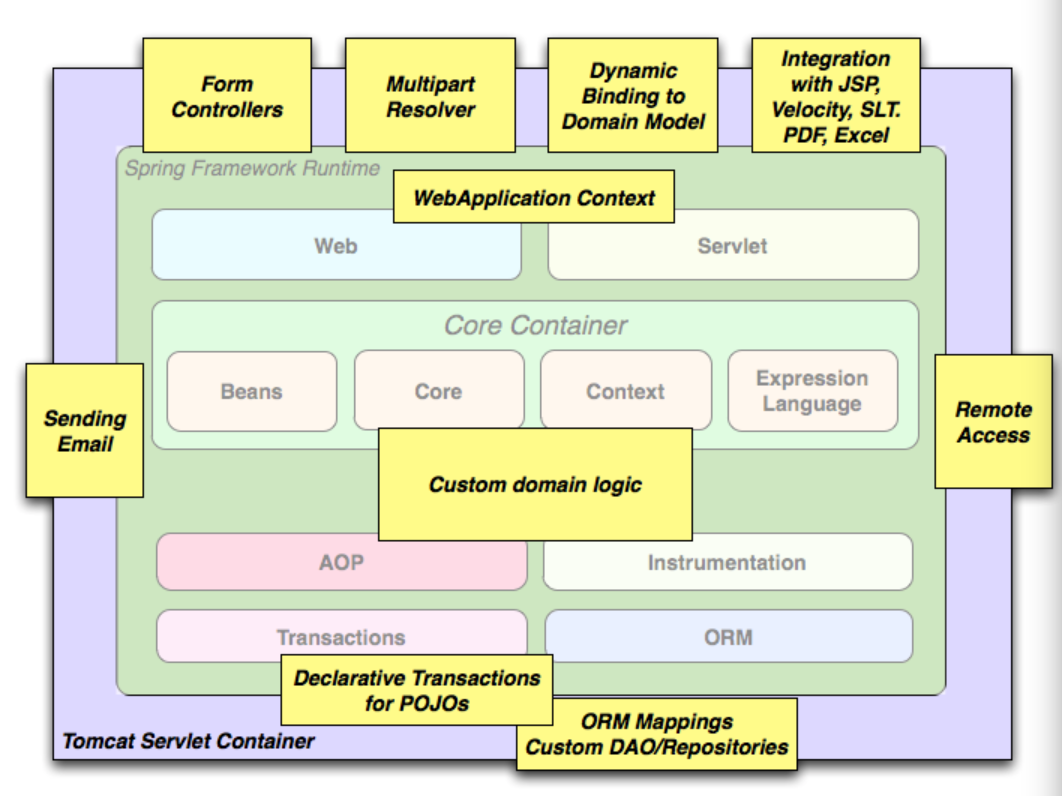 Form
Controllers
Multipart
Resolver
Dynamic
Binding to
Domain Model
Integration
with JSP,
Velocity, SLT.
PDF, Excel
Spring Framework Runtime
WebApplication Context
Web
Servlet
Core Container
Beans
Core
Context
Expression
Language
Sending
Email
Remote
Access
Custom domain logic
AOP
Instrumentation
Transactions
ORM
Declarative Transactions
for POJOs
ORM Mappings
Custom DAO/Repositories
Tomcat Servlet Container